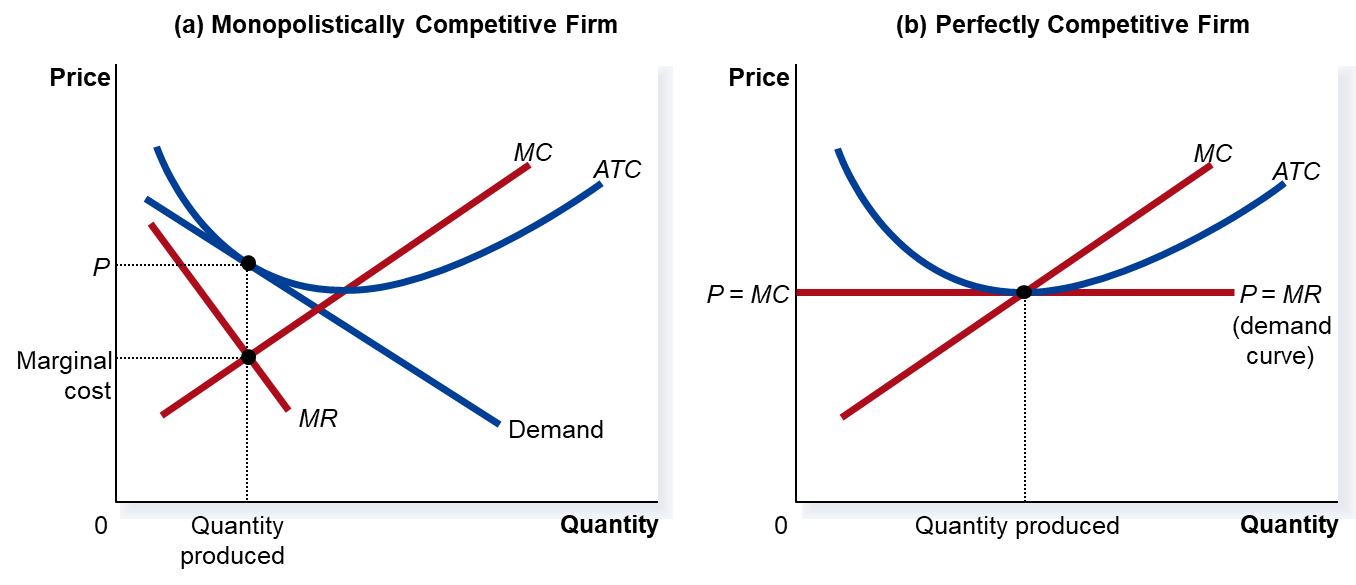 (a) Monopolistically Competitive Firm
Price
MC
ATC
P
Marginal
cost
MR
Demand
0
Quantity
produced
Quantity
(b) Perfectly Competitive Firm
Price
MC
ATC
P = MC
P = MR
(demand
curve)
0
Quantity produced
Quantity